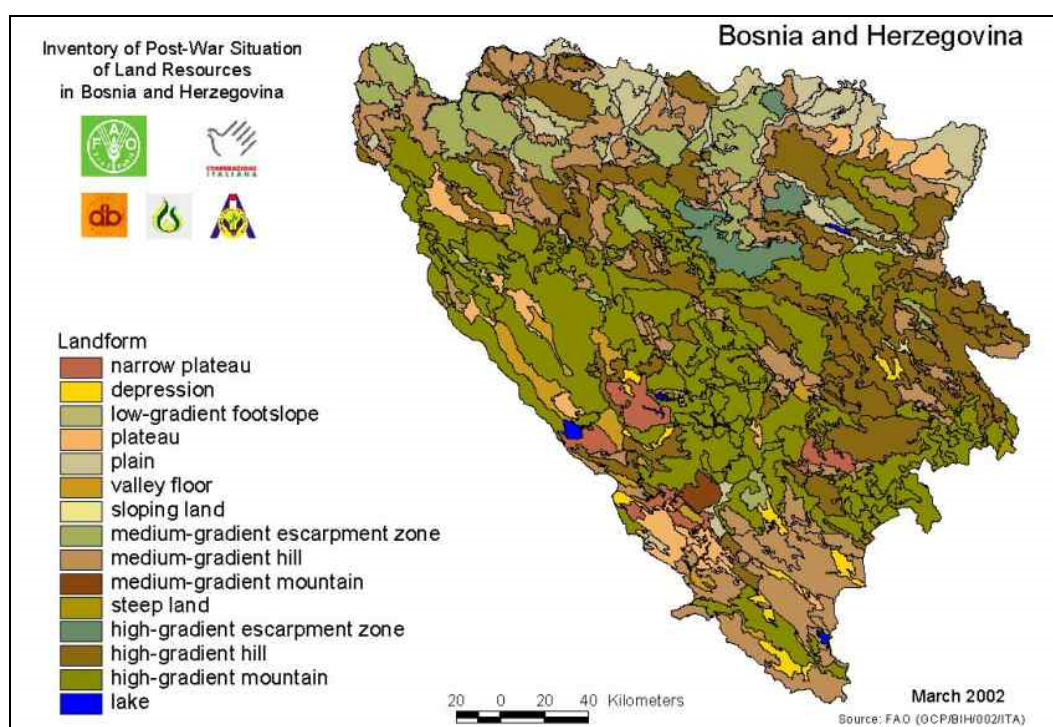 Inventory of Post-War Situation
of Land Resources
in Bosnia and Herzegovina
Bosnia and Herzegovina
F A O
COOPERAZIONE
ITALIANA
Landform
narrow plateau
depression
low-gradient footslope
plateau
plain
valley floor
sloping land
medium-gradient escarpment zone
medium-gradient hill
medium-gradient mountain
steep land
high-gradient escarpment zone
high-gradient hill
high-gradient mountain
lake
20 0 20 40 Kilometers
March 2002
Source: FAO (GCP/BIH/002/ITA)